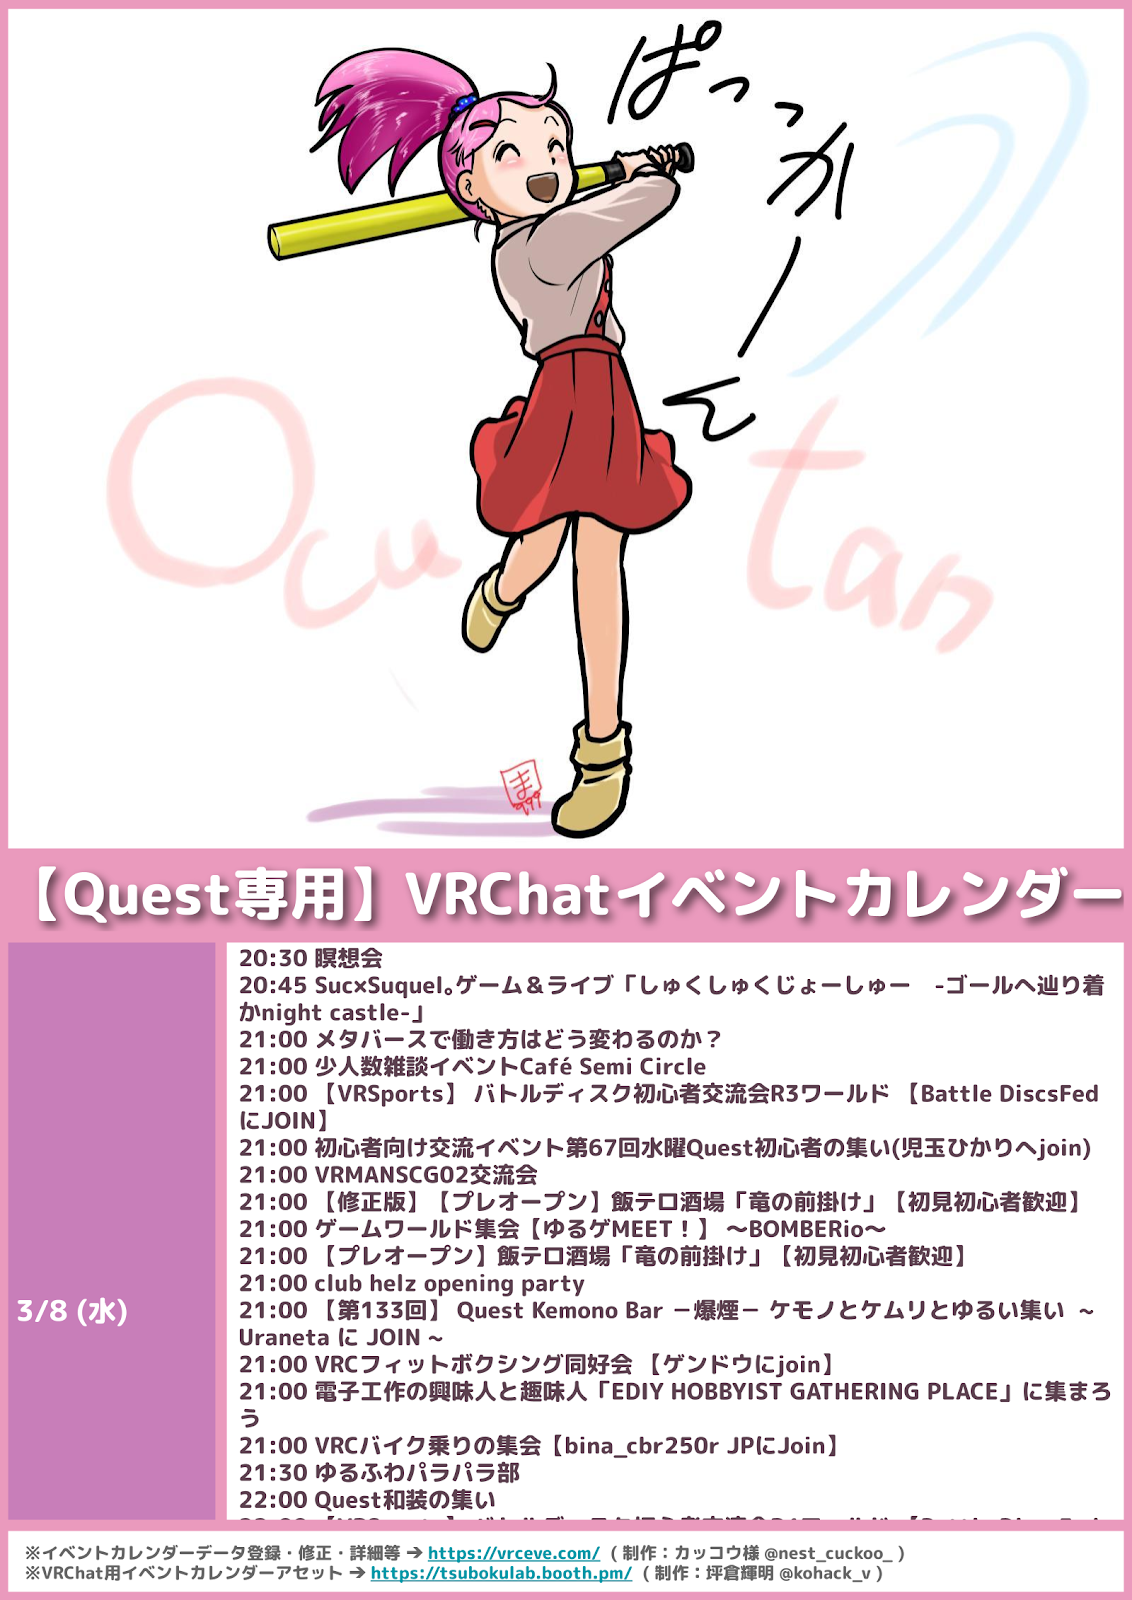 ぱっっかーん
Ocu tan
ま
999
【Quest専用】VRChatイベントカレンダー
3/8 (水)
20:30 瞑想会
20:45 Suc×Suquel。ゲーム＆ライブ「しゅくしゅくじょーしゅー　-ゴールへ辿り着
かnight castle-」
21:00 メタバースで働き方はどう変わるのか？
21:00 少人数雑談イベントCafé Semi Circle
21:00 【VRSports】 バトルディスク初心者交流会R3ワールド 【Battle DiscsFed
にJOIN】
21:00 初心者向け交流イベント第67回水曜Quest初心者の集い(児玉ひかりへjoin)
21:00 VRMANSCG02交流会
21:00 【修正版】【プレオープン】飯テロ酒場「竜の前掛け」【初見初心者歓迎】
21:00 ゲームワールド集会【ゆるゲMEET！】 〜BOMBERio〜
21:00 【プレオープン】飯テロ酒場「竜の前掛け」【初見初心者歓迎】
21:00 club helz opening party
21:00 【第133回】 Quest Kemono Bar －爆煙－ ケモノとケムリとゆるい集い ~
Uraneta に JOIN ~
21:00 VRCフィットボクシング同好会 【ゲンドウにjoin】
21:00 電子工作の興味人と趣味人「EDIY HOBBYIST GATHERING PLACE」に集まろ
う
21:00 VRCバイク乗りの集会【bina_cbr250r JPにJoin】
21:30 ゆるふわパラパラ部
22:00 Quest和装の集い
※イベントカレンダーデータ登録・修正・詳細等 ➔ https://vrceve.com/ ( 制作：カッコウ様 @nest_cuckoo_ )
※VRChat用イベントカレンダーアセット ➔ https://tsubokulab.booth.pm/ ( 制作：坪倉輝明 @kohack_v )